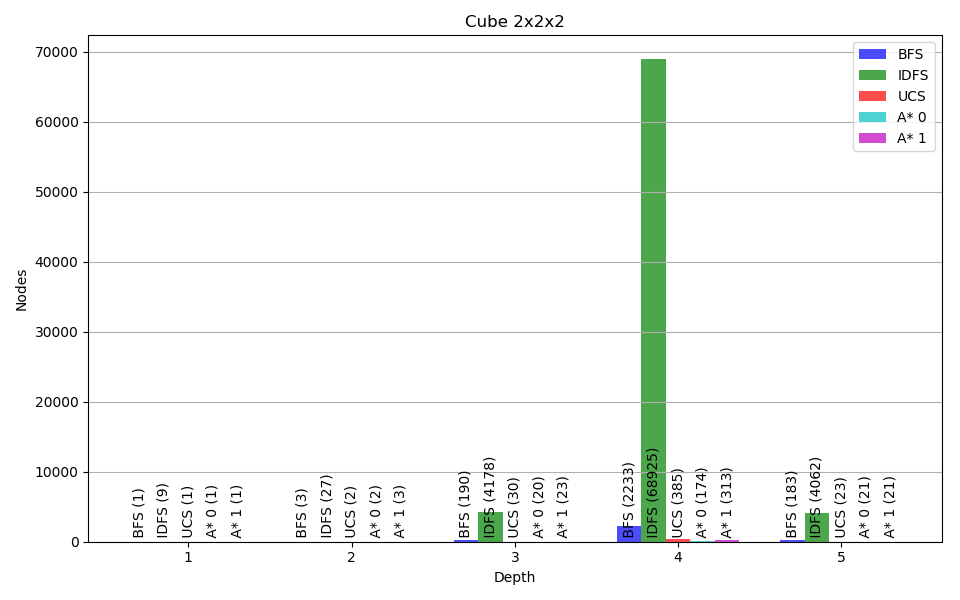 Cube 2x2x2
Nodes
70000
60000
50000
40000
30000
20000
10000
0
BFS
IDFS
UCS
A* 0
A* 1
BFS (1)
IDFS (9)
UCS (1)
A* 0 (1)
A* 1 (1)
BFS (3)
IDFS (27)
UCS (2)
A* 0 (2)
A* 1 (3)
BFS (190)
IDFS (4178)
UCS (30)
A* 0 (20)
A* 1 (23)
BFS (2233)
IDFS (68925)
UCS (385)
A* 0 (174)
A* 1 (313)
BFS (183)
IDFS (4062)
UCS (23)
A* 0 (21)
A* 1 (21)
1 2 3 4 5
Depth